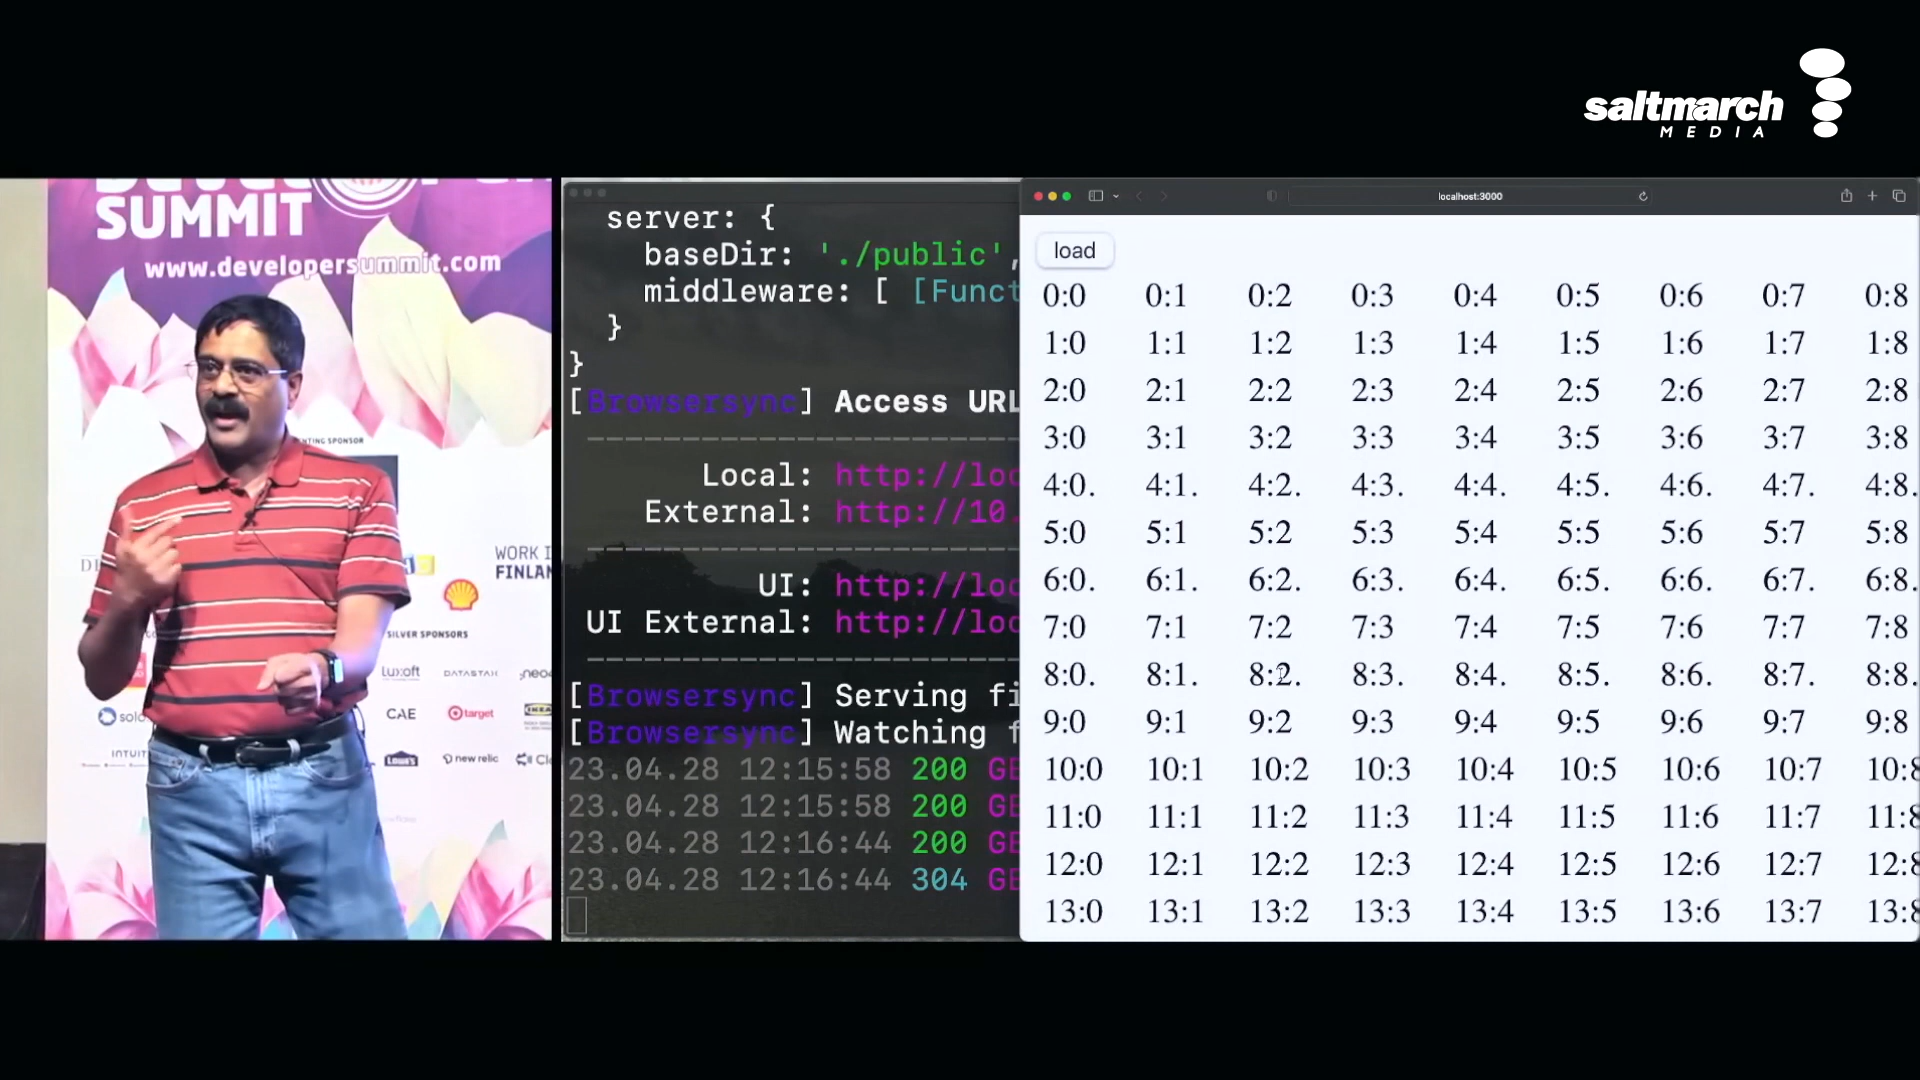 saltmarch
MEDIA
SUMMIT
www.developersummit.com
WORK I
FINLAN
SILVER SPONSORS
luxoft
DATASTAX
neo
solo
CAE
target
IKEA
INTUIT
LOWE'S
new relic
server: {
baseDir: './public',
middleware: [ [Funct
}
}
[Browsersync] Access URL
Local: http://loc
External: http://10.
UI: http://loc
UI External: http://loc
[Browsersync] Serving fi
[Browsersync] Watching f
23.04.28 12:15:58 200 GE
23.04.28 12:15:58 200 GE
23.04.28 12:16:44 200 GE
23.04.28 12:16:44 304 GE
localhost:3000
load
0:0 0:1 0:2 0:3 0:4 0:5 0:6 0:7 0:8
1:0 1:1 1:2 1:3 1:4 1:5 1:6 1:7 1:8
2:0 2:1 2:2 2:3 2:4 2:5 2:6 2:7 2:8
3:0 3:1 3:2 3:3 3:4 3:5 3:6 3:7 3:8
4:0. 4:1. 4:2. 4:3. 4:4. 4:5. 4:6. 4:7. 4:8.
5:0 5:1 5:2 5:3 5:4 5:5 5:6 5:7 5:8
6:0. 6:1. 6:2. 6:3. 6:4. 6:5. 6:6. 6:7. 6:8.
7:0 7:1 7:2 7:3 7:4 7:5 7:6 7:7 7:8
8:0. 8:1. 8:2. 8:3. 8:4. 8:5. 8:6. 8:7. 8:8.
9:0 9:1 9:2 9:3 9:4 9:5 9:6 9:7 9:8
10:0 10:1 10:2 10:3 10:4 10:5 10:6 10:7 10:8
11:0 11:1 11:2 11:3 11:4 11:5 11:6 11:7 11:8
12:0 12:1 12:2 12:3 12:4 12:5 12:6 12:7 12:8
13:0 13:1 13:2 13:3 13:4 13:5 13:6 13:7 13:8